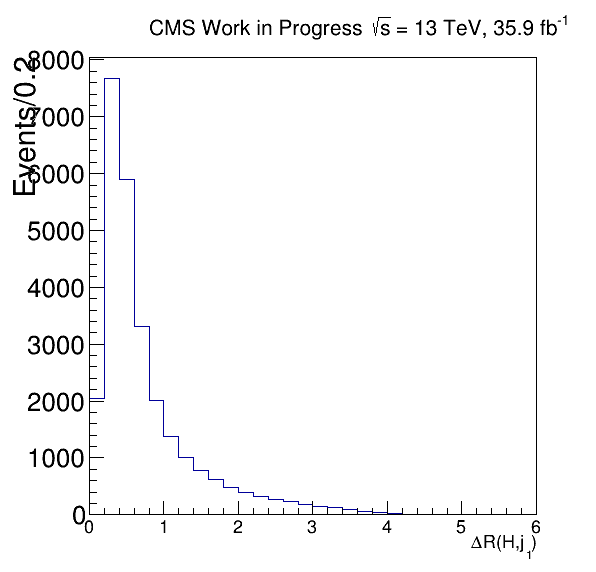 CMS Work in Progress √s = 13 TeV, 35.9 fb⁻¹
Events/0.2
8000
7000
6000
5000
4000
3000
2000
1000
0
0 1 2 3 4 5 6
ΔR(H,j₁)